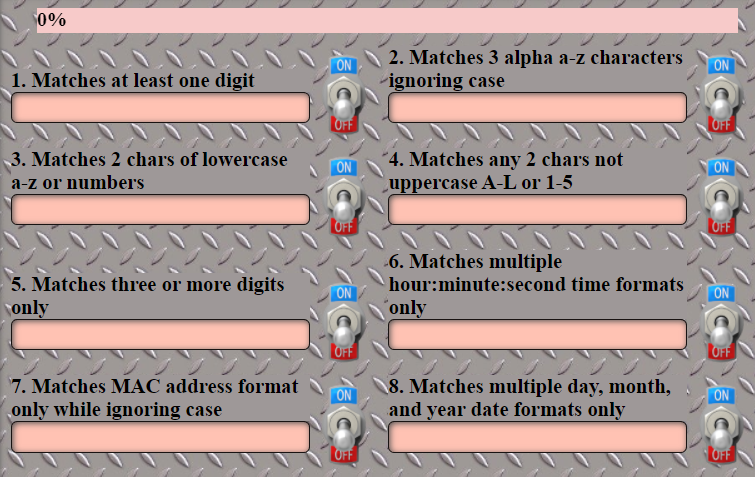 0%
1. Matches at least one digit
ON
OFF
2. Matches 3 alpha a-z characters
ignoring case
ON
OFF
3. Matches 2 chars of lowercase
a-z or numbers
ON
OFF
4. Matches any 2 chars not
uppercase A-L or 1-5
ON
OFF
5. Matches three or more digits
only
ON
OFF
6. Matches multiple
hour:minute:second time formats
only
ON
OFF
7. Matches MAC address format
only while ignoring case
ON
OFF
8. Matches multiple day, month,
and year date formats only
ON
OFF